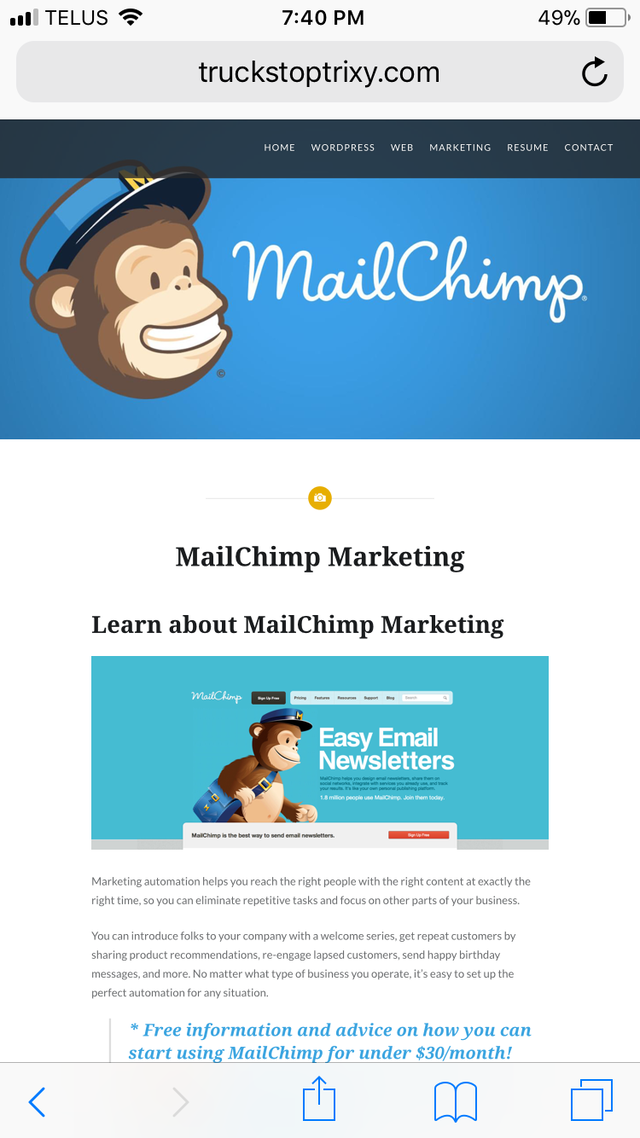 TELUS 7:40 PM 49%
truckstoptrixy.com
HOME WORDPRESS WEB MARKETING RESUME CONTACT
MailChimp®
©
MailChimp Marketing
Learn about MailChimp Marketing
MailChimp Sign Up Free Pricing Features Resources Support Blog Search
Easy Email
Newsletters
MailChimp helps you design email newsletters, share them on
social networks, integrate with services you already use, and track
your results. It's like your own personal publishing platform.
1.6 million people use MailChimp. Join them today.
MailChimp is the best way to send email newsletters. Sign Up Free
Marketing automation helps you reach the right people with the right content at exactly the
right time, so you can eliminate repetitive tasks and focus on other parts of your business.
You can introduce folks to your company with a welcome series, get repeat customers by
sharing product recommendations, re-engage lapsed customers, send happy birthday
messages, and more. No matter what type of business you operate, it's easy to set up the
perfect automation for any situation.
* Free information and advice on how you can
start using MailChimp for under $30/month!